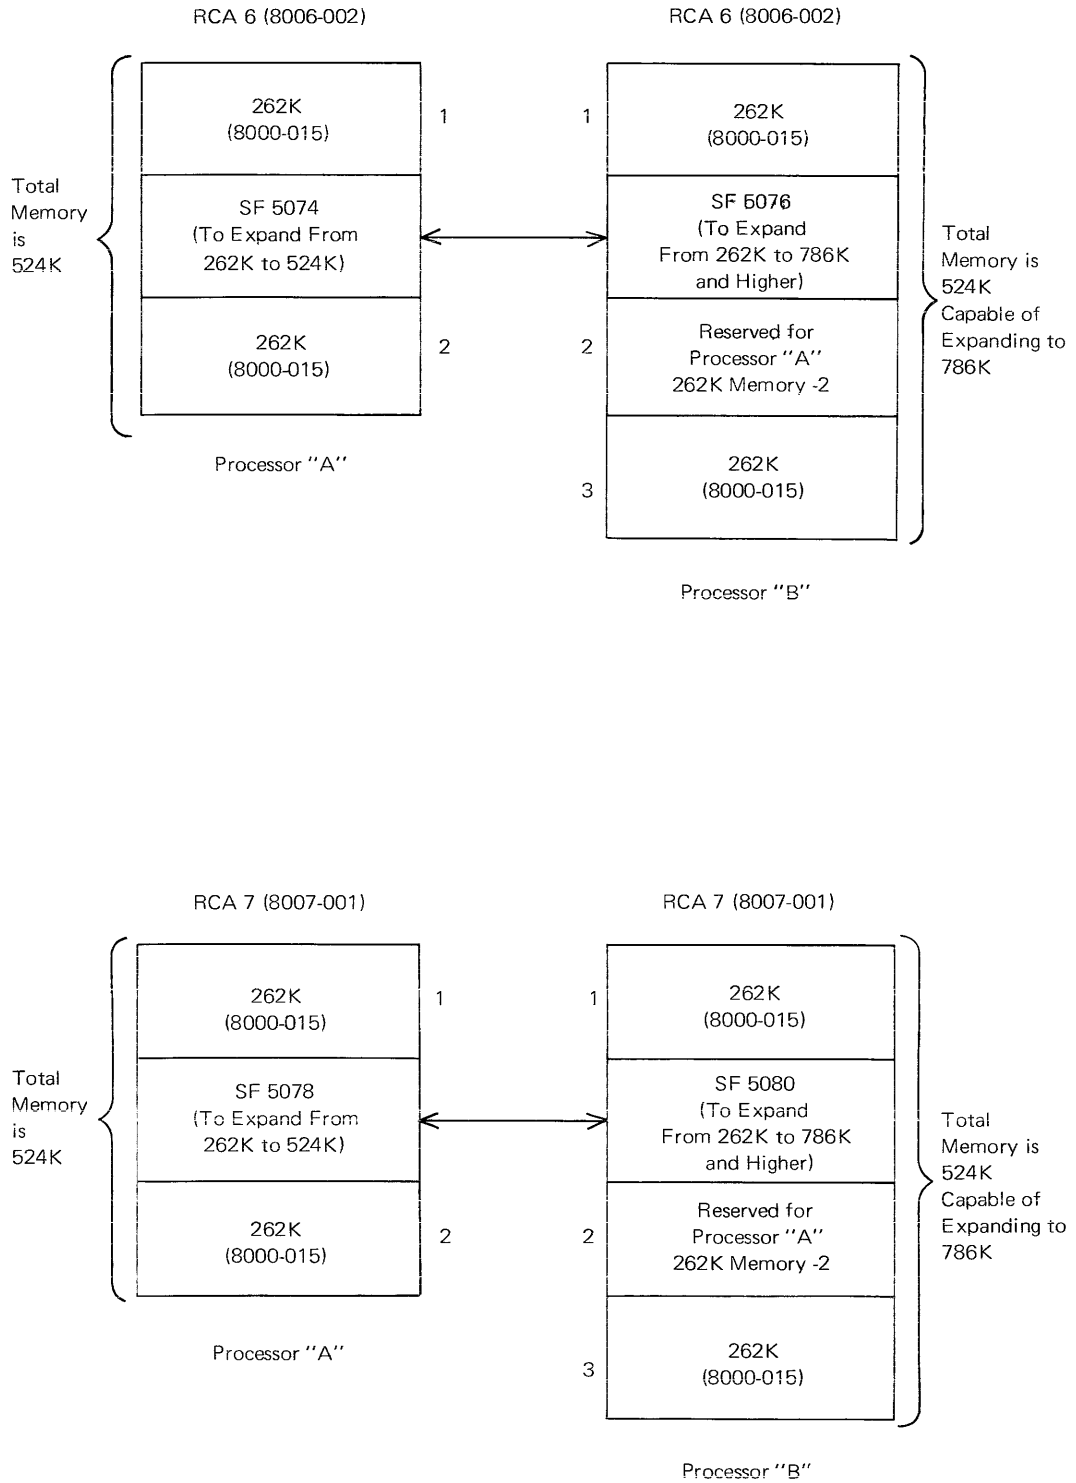 RCA 6 (8006-002)
Total
Memory
is
524K
262K
(8000-015)
1
SF 5074
(To Expand From
262K to 524K)
262K
(8000-015)
2
Processor "A"
RCA 6 (8006-002)
1
262K
(8000-015)
SF 5076
(To Expand
From 262K to 786K
and Higher)
2
Reserved for
Processor "A"
262K Memory -2
3
262K
(8000-015)
Total
Memory is
524K
Capable of
Expanding to
786K
Processor "B"
RCA 7 (8007-001)
Total
Memory
is
524K
262K
(8000-015)
1
SF 5078
(To Expand From
262K to 524K)
262K
(8000-015)
2
Processor "A"
RCA 7 (8007-001)
1
262K
(8000-015)
SF 5080
(To Expand
From 262K to 786K
and Higher)
2
Reserved for
Processor "A"
262K Memory -2
3
262K
(8000-015)
Total
Memory is
524K
Capable of
Expanding to
786K
Processor "B"